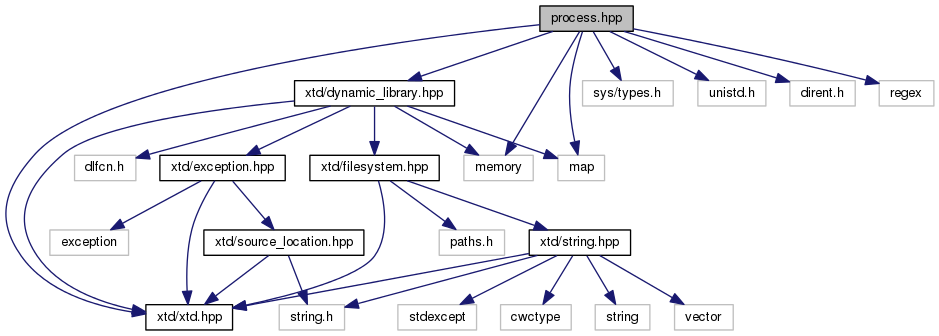 process.hpp
xtd/dynamic_library.hpp
sys/types.h
unistd.h
dirent.h
regex
dlfcn.h
xtd/exception.hpp
xtd/filesystem.hpp
memory
map
exception
xtd/source_location.hpp
paths.h
xtd/string.hpp
xtd/xtd.hpp
string.h
stdexcept
cwctype
string
vector